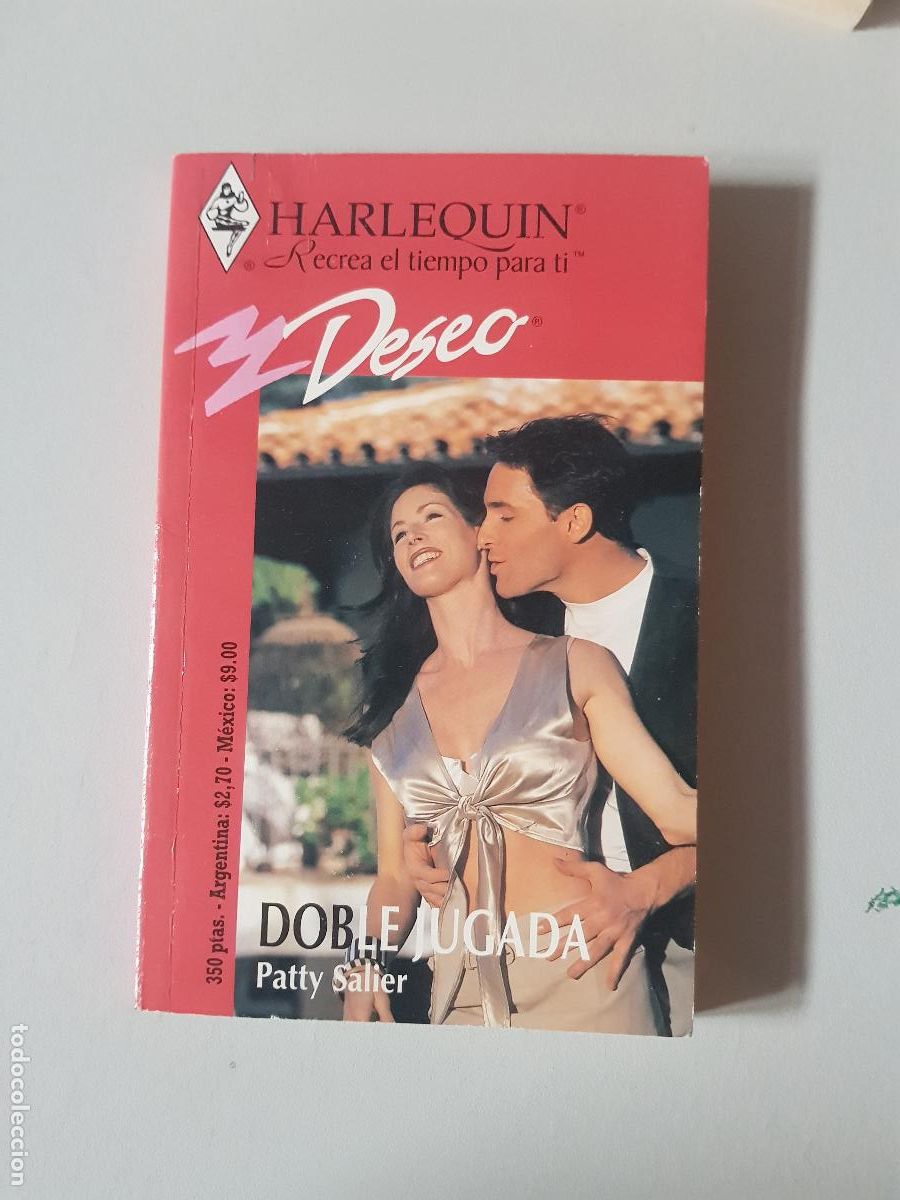 HARLEQUIN®
® Recrea el tiempo para ti™
Deseo®
350 ptas. - Argentina: $2,70 - México: $9.00
DOBLE JUGADA
Patty Salier
todocoleccion